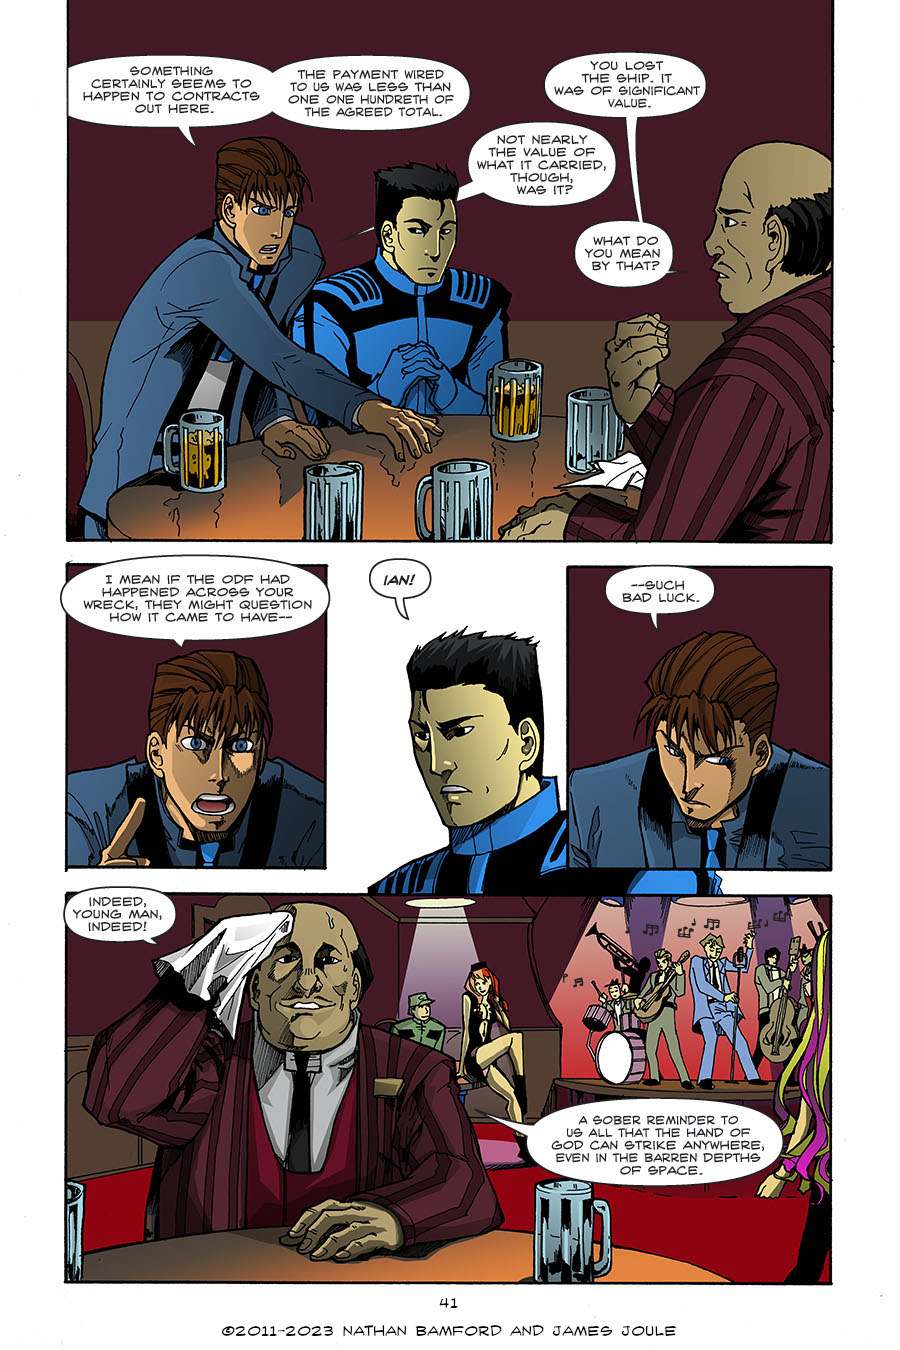 SOMETHING
CERTAINLY SEEMS TO
HAPPEN TO CONTRACTS
OUT HERE.
THE PAYMENT WIRED
TO US WAS LESS THAN
ONE ONE HUNDRETH OF
THE AGREED TOTAL.
YOU LOST
THE SHIP. IT
WAS OF SIGNIFICANT
VALUE.
NOT NEARLY
THE VALUE OF
WHAT IT CARRIED,
THOUGH,
WAS IT?
WHAT DO
YOU MEAN
BY THAT?
I MEAN IF THE ODF HAD
HAPPENED ACROSS YOUR
WRECK, THEY MIGHT QUESTION
HOW IT CAME TO HAVE--
IAN!
--SUCH
BAD LUCK.
INDEED,
YOUNG MAN,
INDEED!
A SOBER REMINDER TO
US ALL THAT THE HAND OF
GOD CAN STRIKE ANYWHERE,
EVEN IN THE BARREN DEPTHS
OF SPACE.
41
©2011-2023 NATHAN BAMFORD AND JAMES JOULE